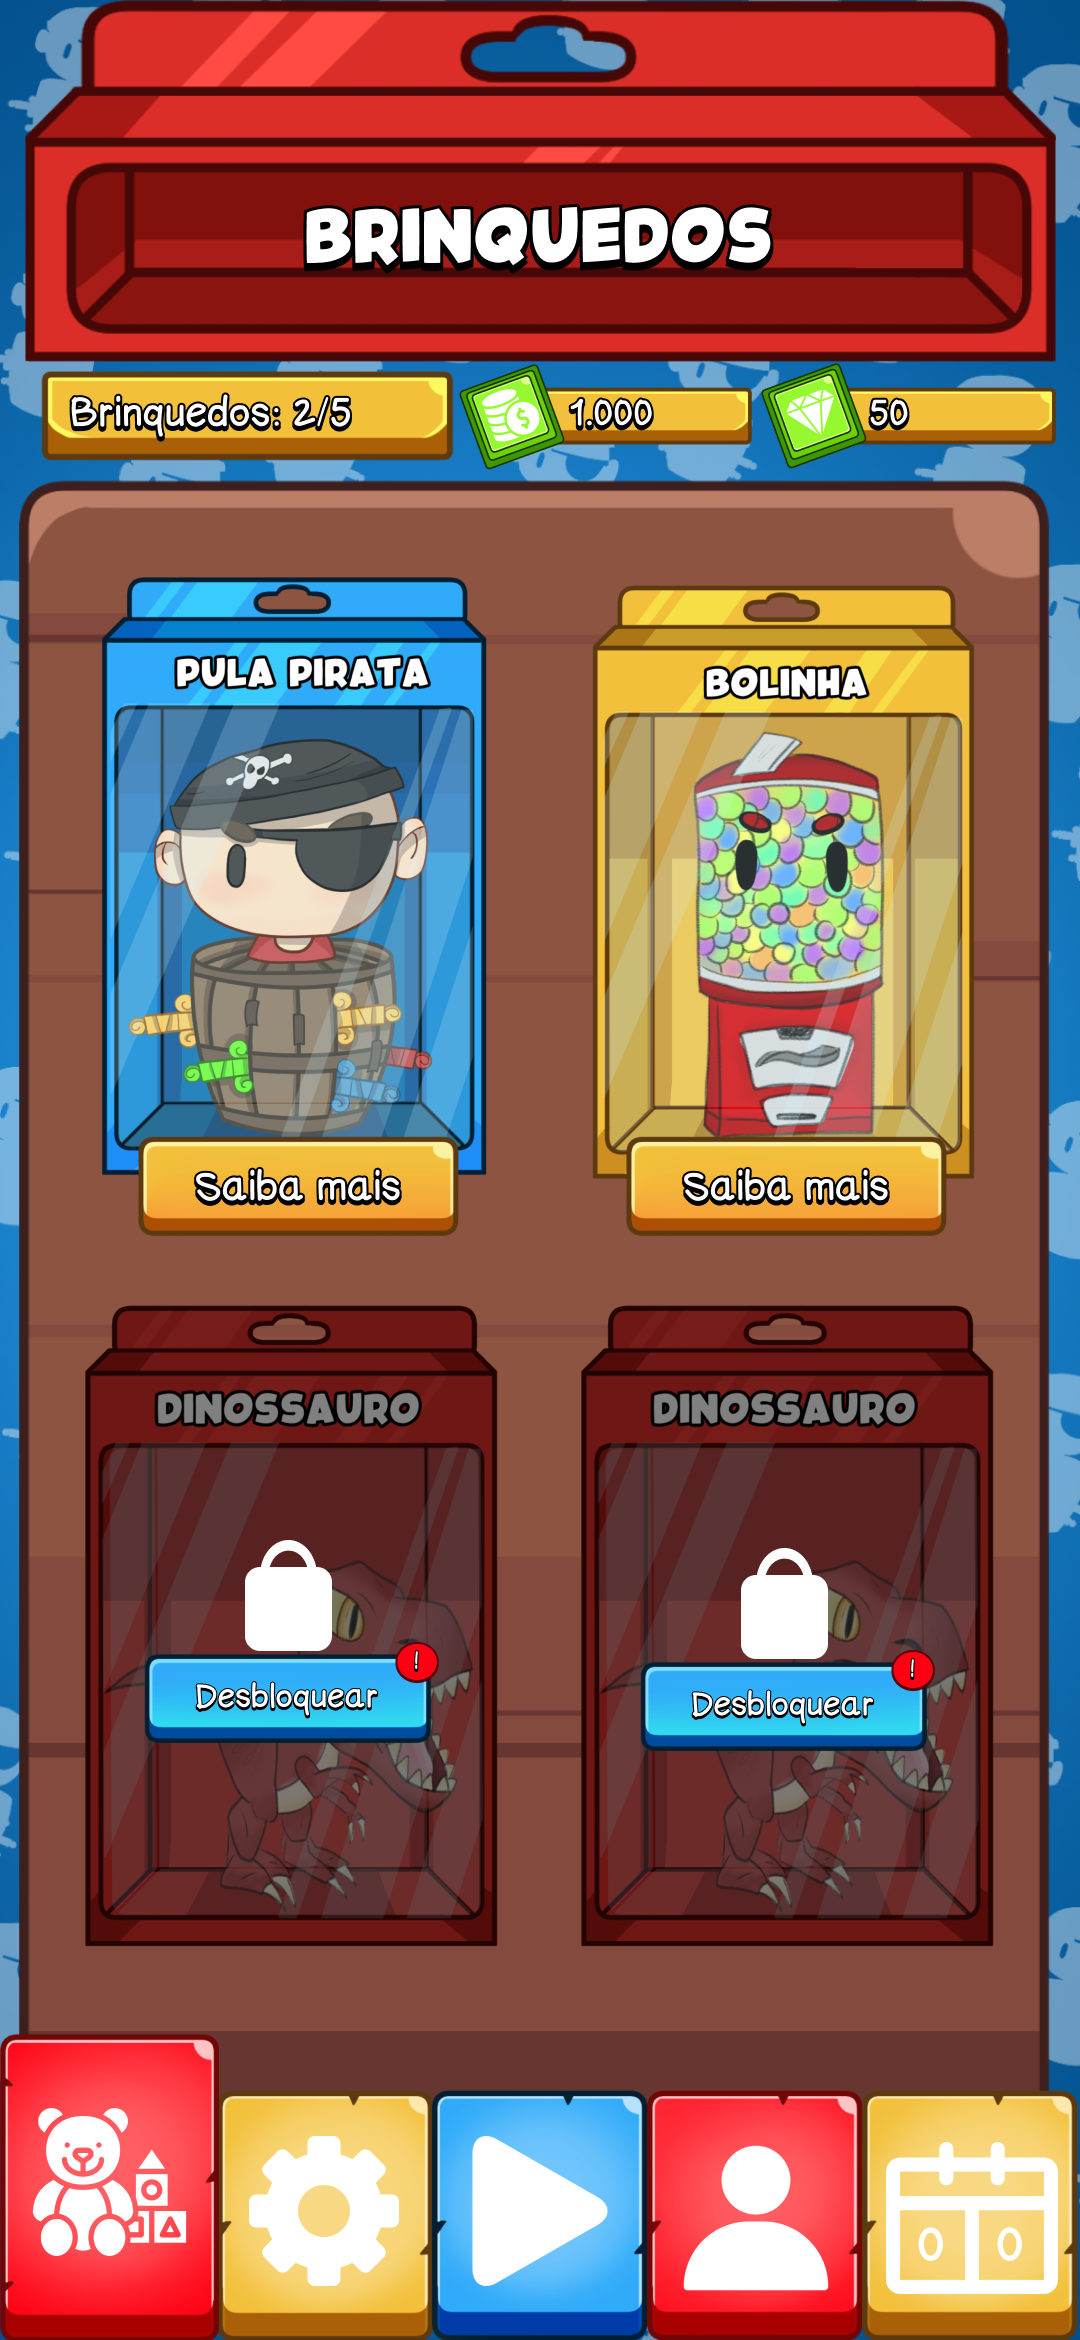 BRINQUEDOS
Brinquedos: 2/5
1.000
50
PULA PIRATA
BOLINHA
Saiba mais
Saiba mais
DINOSSAURO
DINOSSAURO
!
!
Desbloquear
Desbloquear
0 0